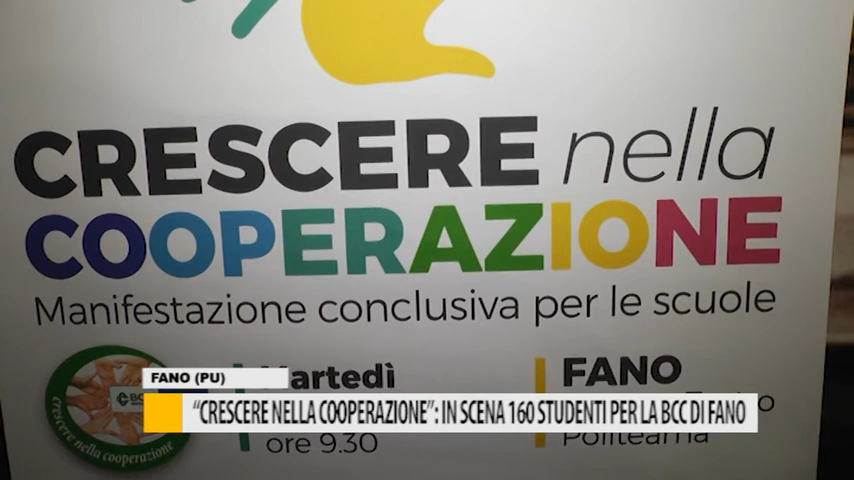 CRESCERE nella
COOPERAZIONE
Manifestazione conclusiva per le scuole
Martedì
FANO
ore 9.30
Politeama
crescere nella cooperazione
FANO (PU)
“CRESCERE NELLA COOPERAZIONE”: IN SCENA 160 STUDENTI PER LA BCC DI FANO